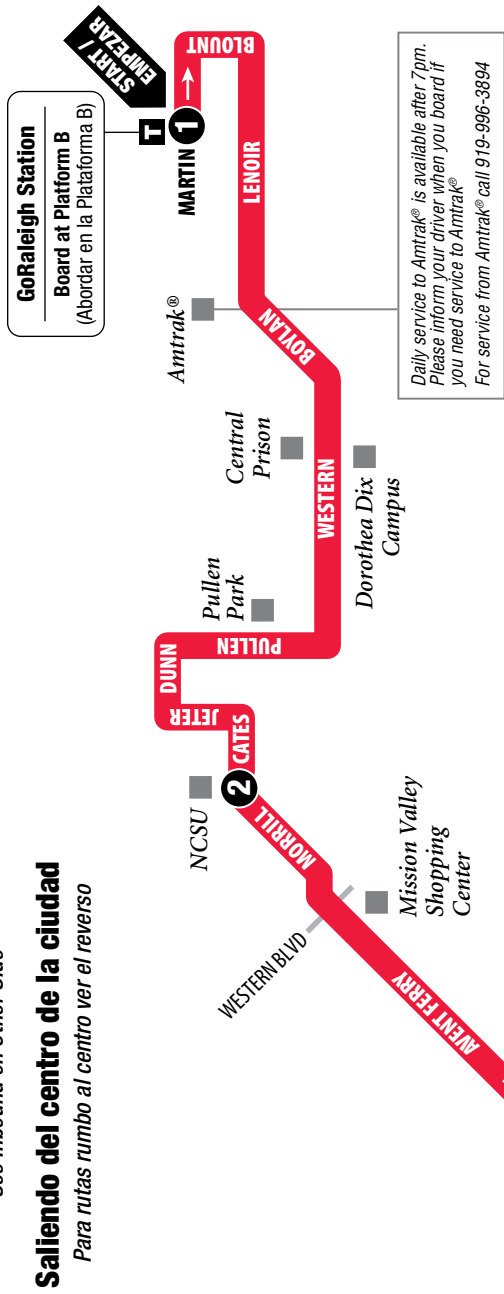 See Inbound on Other Side
Saliendo del centro de la ciudad
Para rutas rumbo al centro ver el reverso
GoRaleigh Station
Board at Platform B
(Abordar en la Plataforma B)
START /
EMPEZAR
T
MARTIN
1
BLOUNT
LENOIR
Amtrak®
BOYLAN
Central
Prison
WESTERN
Dorothea Dix
Campus
Pullen
Park
PULLEN
DUNN
JETER
CATES
2
NCSU
MORRILL
WESTERN BLVD
Mission Valley
Shopping
Center
AVENT FERRY
Daily service to Amtrak® is available after 7pm.
Please inform your driver when you board if
you need service to Amtrak®
For service from Amtrak® call 919-996-3894